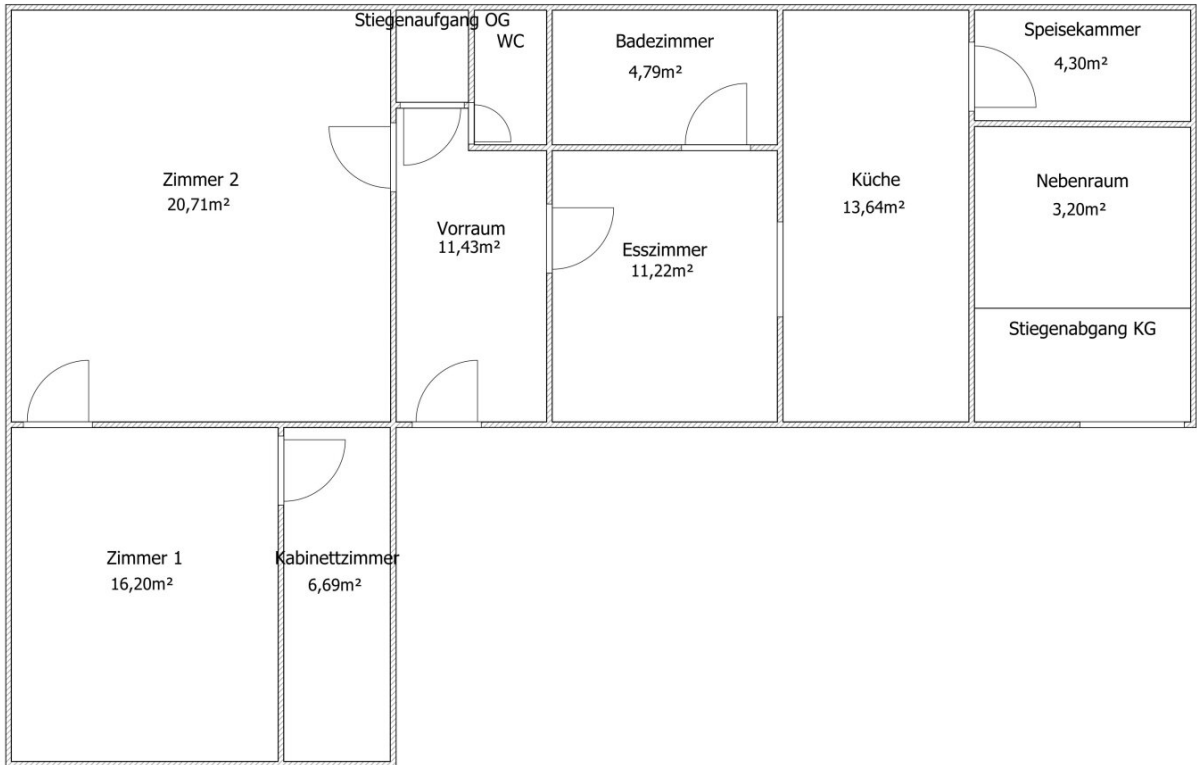 Stiegenaufgang OG
WC
Badezimmer
4,79m²
Speisekammer
4,30m²
Zimmer 2
20,71m²
Vorraum
11,43m²
Esszimmer
11,22m²
Küche
13,64m²
Nebenraum
3,20m²
Stiegenabgang KG
Zimmer 1
16,20m²
Kabinettzimmer
6,69m²